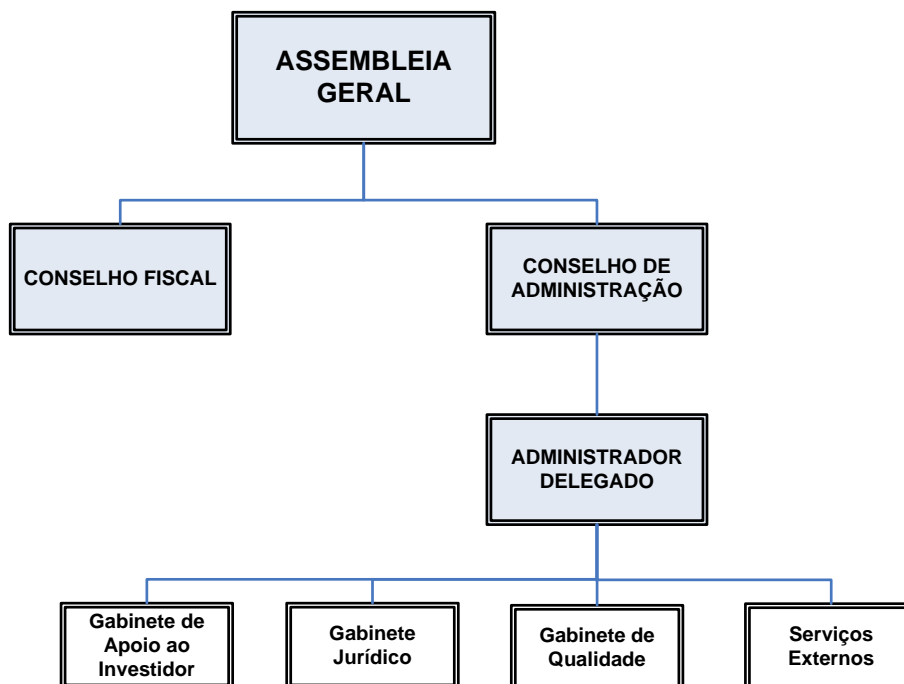 ASSEMBLEIA
GERAL
CONSELHO FISCAL
CONSELHO DE
ADMINISTRAÇÃO
ADMINISTRADOR
DELEGADO
Gabinete de
Apoio ao
Investidor
Gabinete
Jurídico
Gabinete de
Qualidade
Serviços
Externos